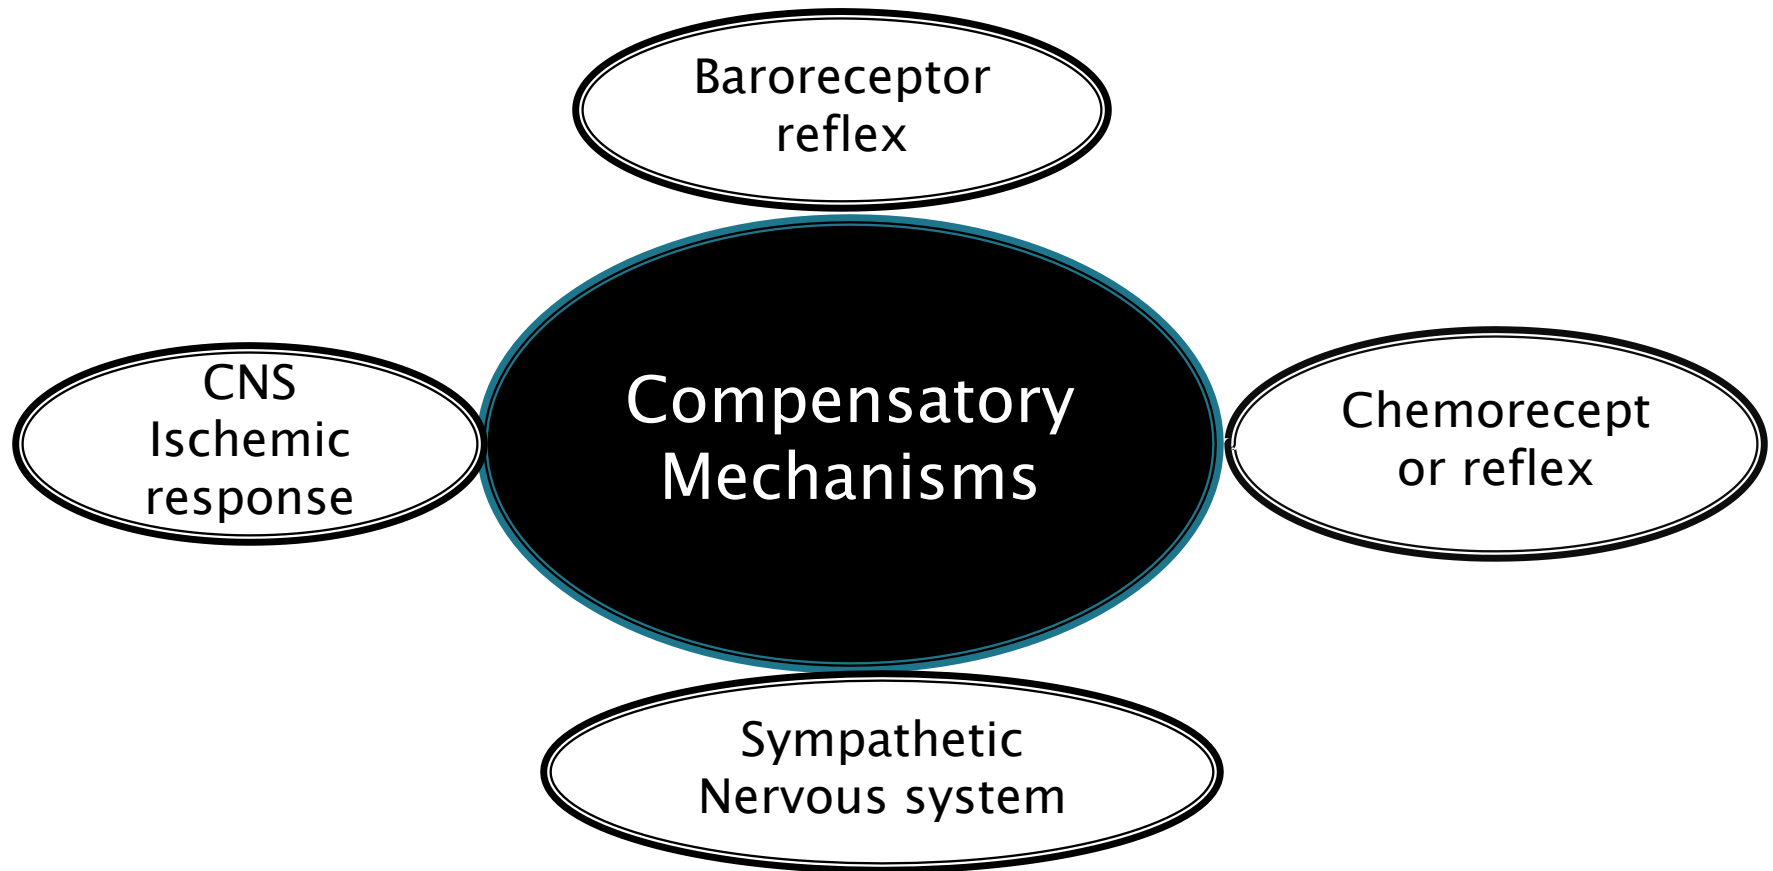 Baroreceptor
reflex
CNS
Ischemic
response
Compensatory
Mechanisms
Chemorecept
or reflex
Sympathetic
Nervous system